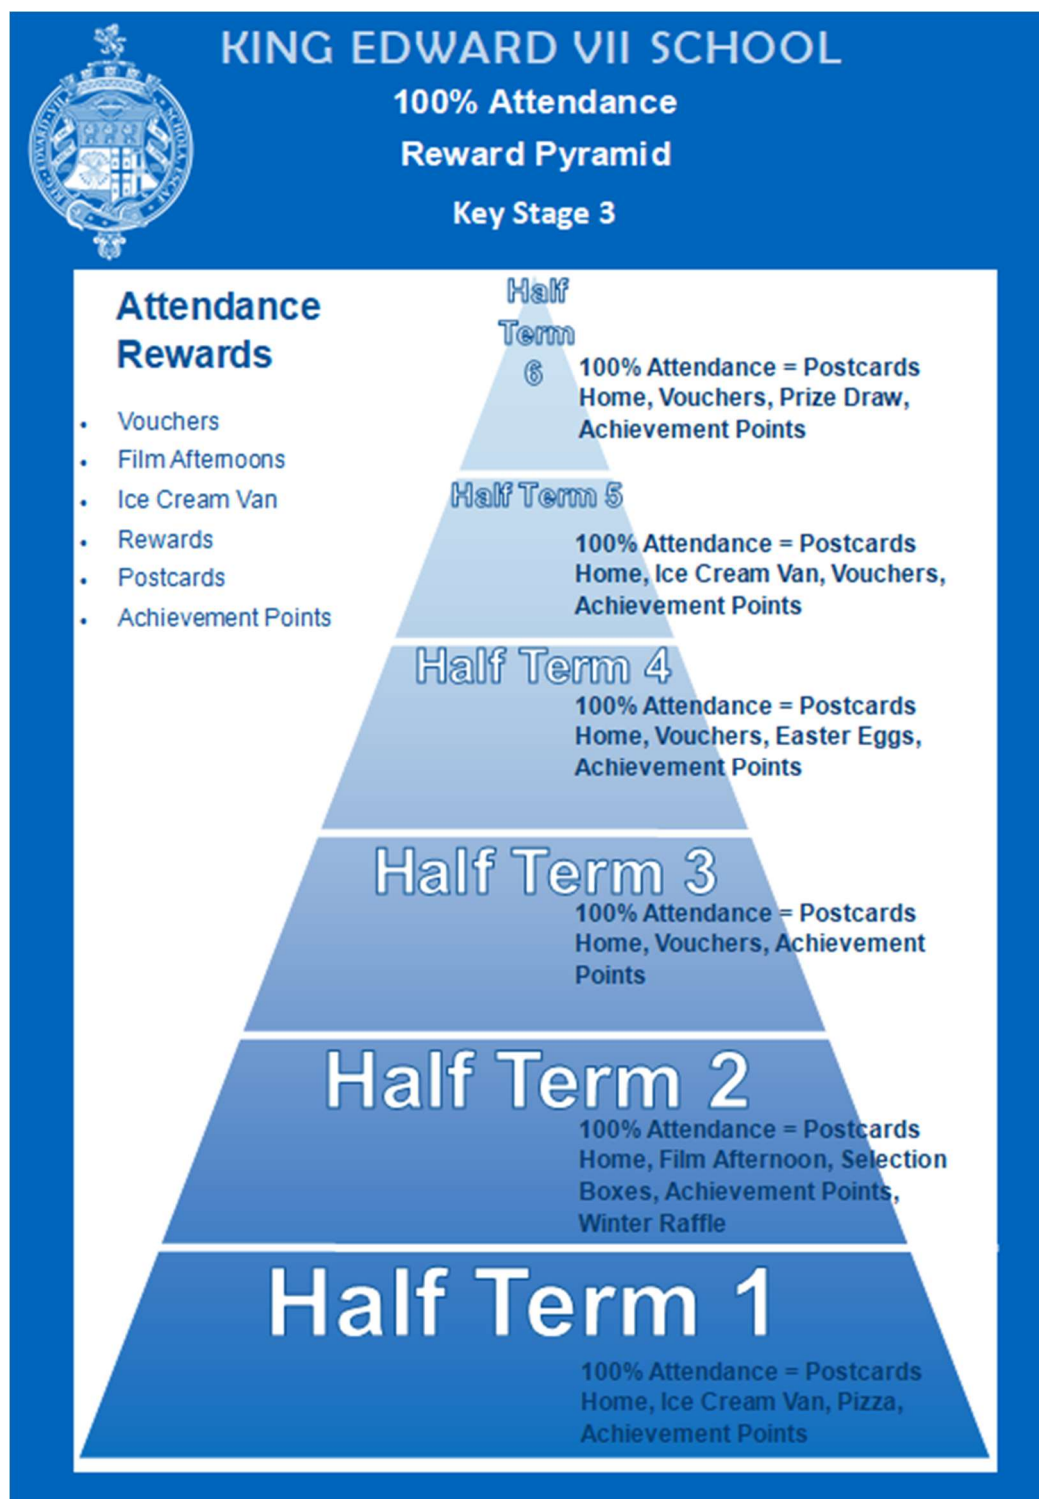 KING EDWARD VII SCHOOL
100% Attendance
Reward Pyramid
Key Stage 3
Attendance
Rewards
• Vouchers
• Film Afternoons
• Ice Cream Van
• Rewards
• Postcards
• Achievement Points
Half
Term
6
100% Attendance = Postcards
Home, Vouchers, Prize Draw,
Achievement Points
Half Term 5
100% Attendance = Postcards
Home, Ice Cream Van, Vouchers,
Achievement Points
Half Term 4
100% Attendance = Postcards
Home, Vouchers, Easter Eggs,
Achievement Points
Half Term 3
100% Attendance = Postcards
Home, Vouchers, Achievement
Points
Half Term 2
100% Attendance = Postcards
Home, Film Afternoon, Selection
Boxes, Achievement Points,
Winter Raffle
Half Term 1
100% Attendance = Postcards
Home, Ice Cream Van, Pizza,
Achievement Points